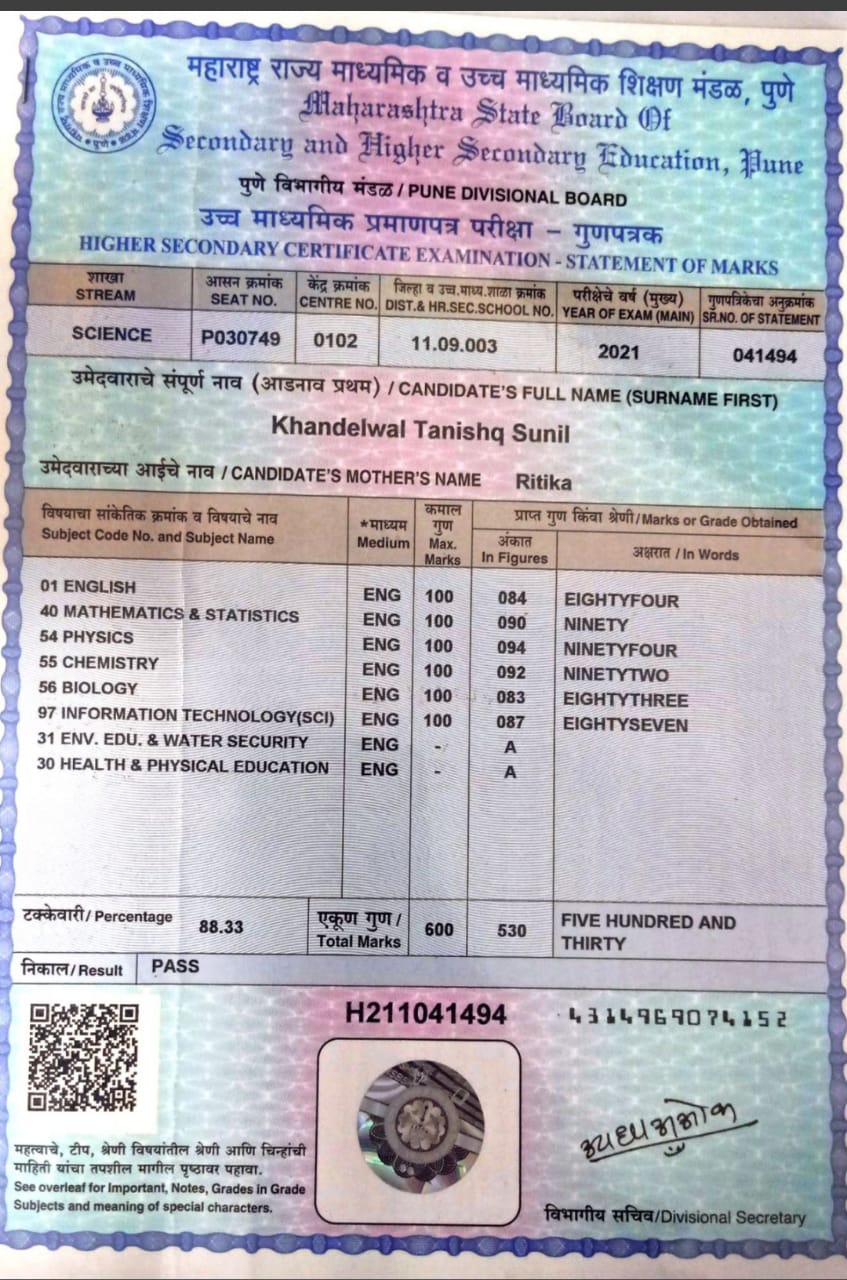 महाराष्ट्र राज्य माध्यमिक व उच्च माध्यमिक शिक्षण मंडळ, पुणे
Maharashtra State Board Of
Secondary and Higher Secondary Education, Pune
पुणे विभागीय मंडळ / PUNE DIVISIONAL BOARD
उच्च माध्यमिक प्रमाणपत्र परीक्षा – गुणपत्रक
HIGHER SECONDARY CERTIFICATE EXAMINATION - STATEMENT OF MARKS
शाखा आसन क्रमांक केंद्र क्रमांक जिल्हा व उच्च.माध्य.शाळा क्रमांक परीक्षेचे वर्ष (मुख्य) गुणपत्रिकेचा अनुक्रमांक
STREAM SEAT NO. CENTRE NO. DIST.& HR.SEC.SCHOOL NO. YEAR OF EXAM (MAIN) SR.NO. OF STATEMENT
SCIENCE P030749 0102 11.09.003 2021 041494
उमेदवाराचे संपूर्ण नाव (आडनाव प्रथम) / CANDIDATE'S FULL NAME (SURNAME FIRST)
Khandelwal Tanishq Sunil
उमेदवाराच्या आईचे नाव / CANDIDATE'S MOTHER'S NAME Ritika
विषयाचा सांकेतिक क्रमांक व विषयाचे नाव
Subject Code No. and Subject Name
*माध्यम
Medium
कमाल
गुण
Max.
Marks
प्राप्त गुण किंवा श्रेणी/Marks or Grade Obtained
अंकात
In Figures
अक्षरात / In Words
01 ENGLISH ENG 100 084 EIGHTYFOUR
40 MATHEMATICS & STATISTICS ENG 100 090 NINETY
54 PHYSICS ENG 100 094 NINETYFOUR
55 CHEMISTRY ENG 100 092 NINETYTWO
56 BIOLOGY ENG 100 083 EIGHTYTHREE
97 INFORMATION TECHNOLOGY(SCI) ENG 100 087 EIGHTYSEVEN
31 ENV. EDU. & WATER SECURITY ENG - A
30 HEALTH & PHYSICAL EDUCATION ENG - A
टक्केवारी/ Percentage 88.33
एकूण गुण /
Total Marks
600 530
FIVE HUNDRED AND
THIRTY
निकाल/ Result PASS
H211041494 4314969074152
महत्वाचे, टीप, श्रेणी विषयांतील श्रेणी आणि चिन्हांची
माहिती यांचा तपशील मागील पृष्ठावर पहावा.
See overleaf for Important, Notes, Grades in Grade
Subjects and meaning of special characters.
विभागीय सचिव/Divisional Secretary